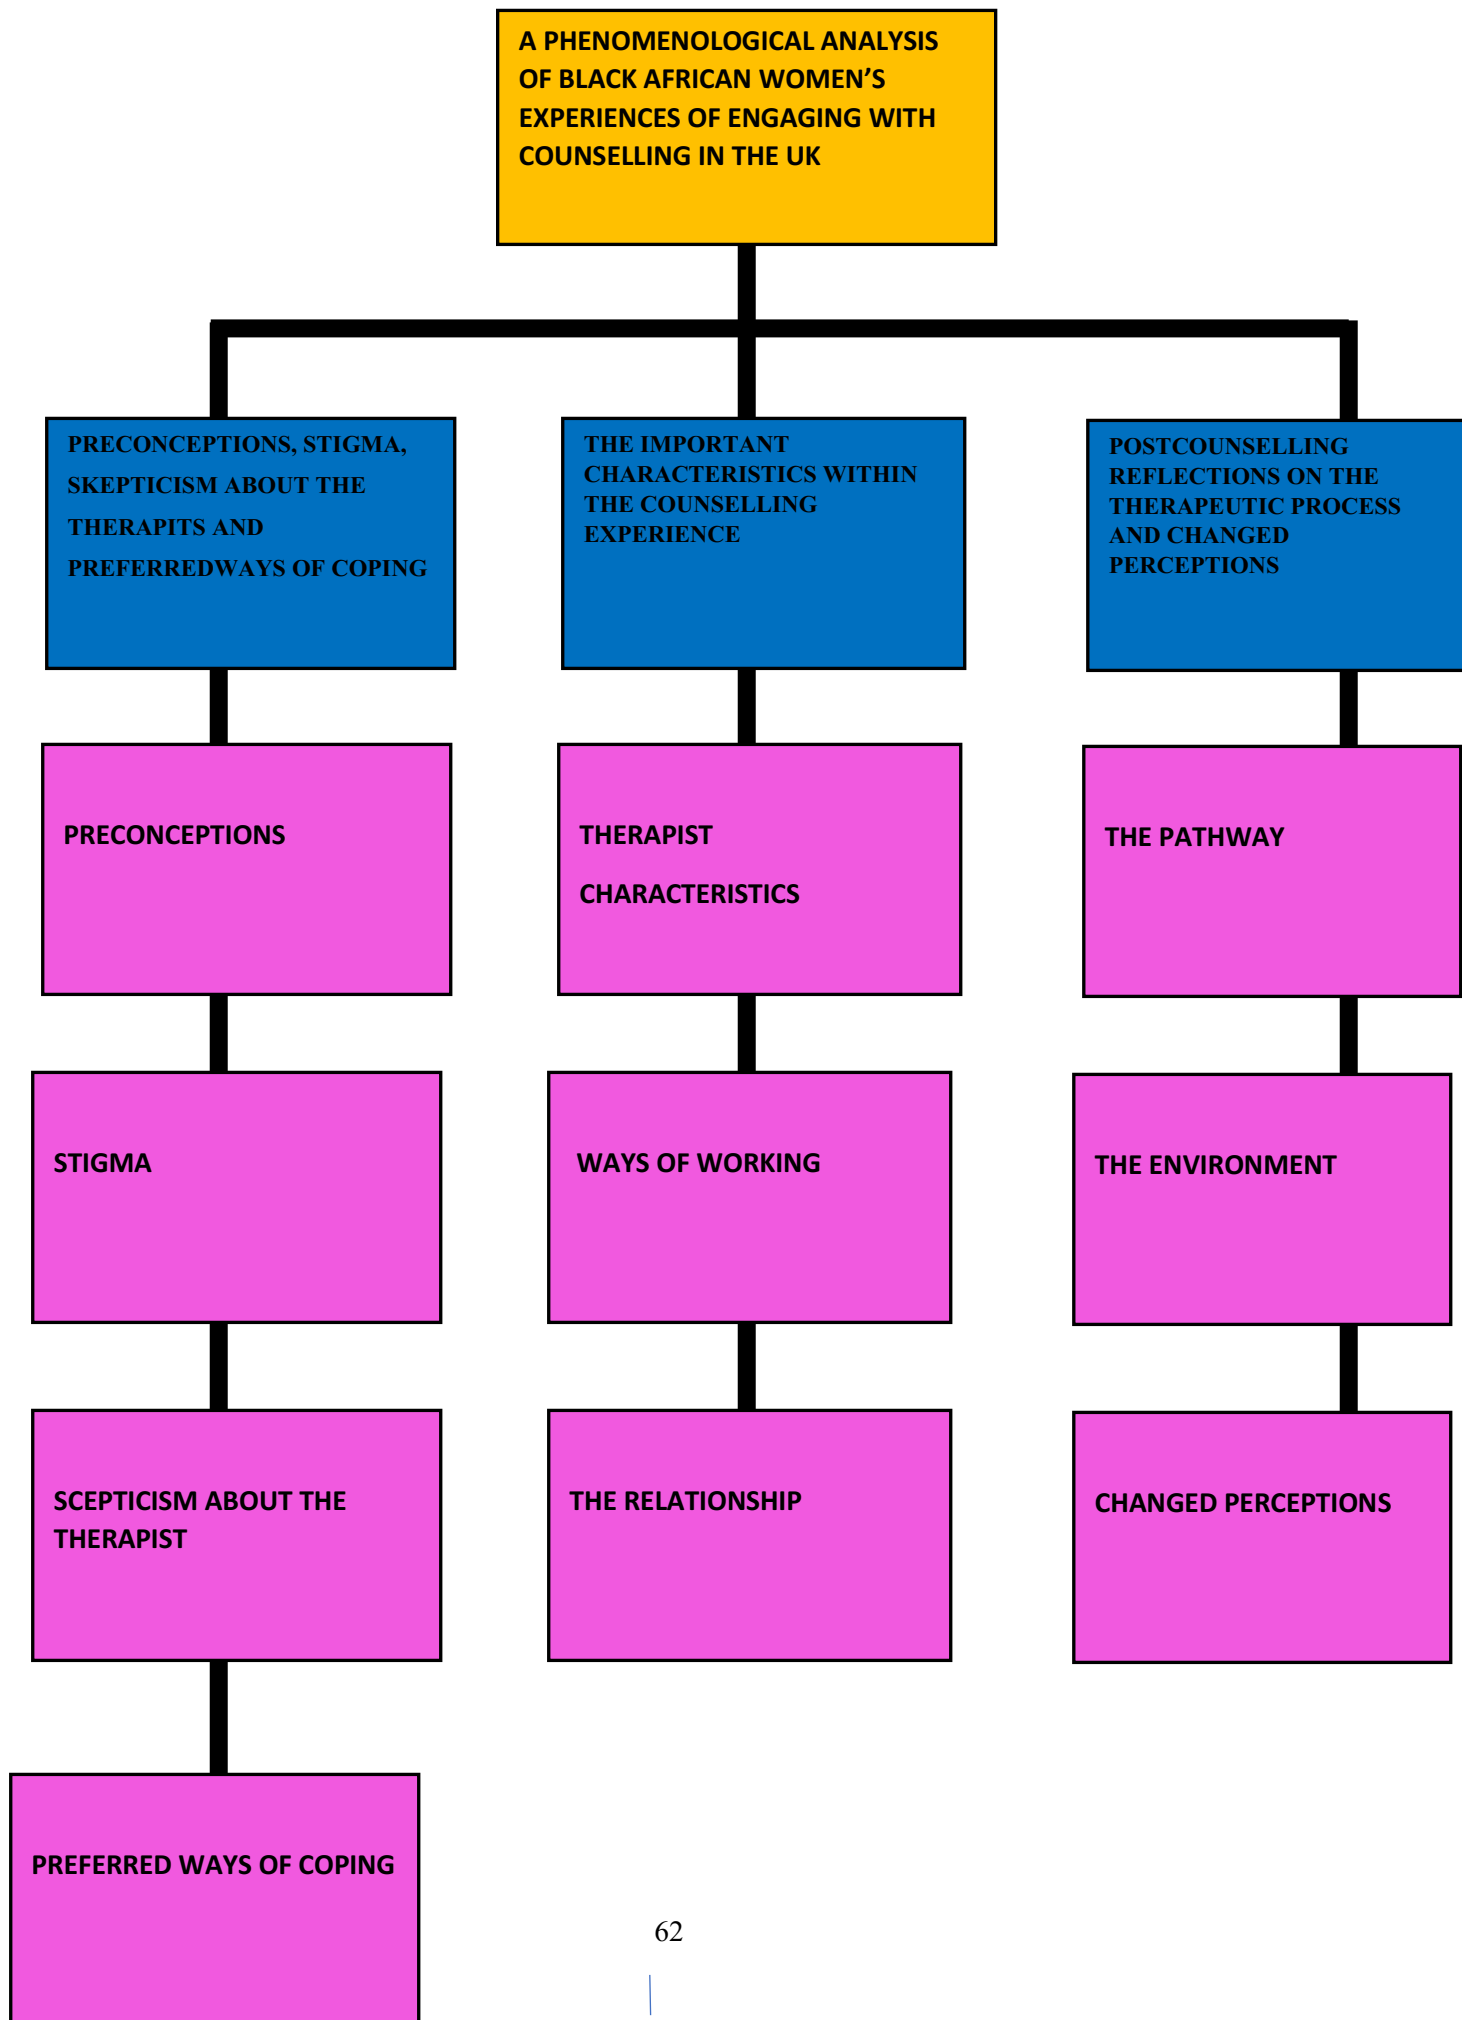 A PHENOMENOLOGICAL ANALYSIS
OF BLACK AFRICAN WOMEN’S
EXPERIENCES OF ENGAGING WITH
COUNSELLING IN THE UK
PRECONCEPTIONS, STIGMA,
SKEPTICISM ABOUT THE
THERAPITS AND
PREFERREDWAYS OF COPING
THE IMPORTANT
CHARACTERISTICS WITHIN
THE COUNSELLING
EXPERIENCE
POSTCOUNSELLING
REFLECTIONS ON THE
THERAPEUTIC PROCESS
AND CHANGED
PERCEPTIONS
PRECONCEPTIONS
THERAPIST
CHARACTERISTICS
THE PATHWAY
STIGMA
WAYS OF WORKING
THE ENVIRONMENT
SCEPTICISM ABOUT THE
THERAPIST
THE RELATIONSHIP
CHANGED PERCEPTIONS
PREFERRED WAYS OF COPING
62